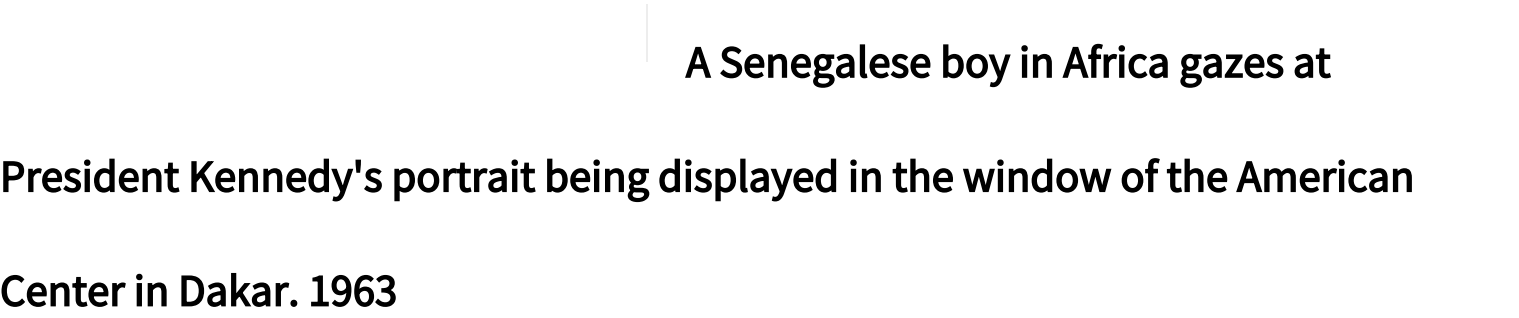 A Senegalese boy in Africa gazes at
President Kennedy's portrait being displayed in the window of the American
Center in Dakar. 1963